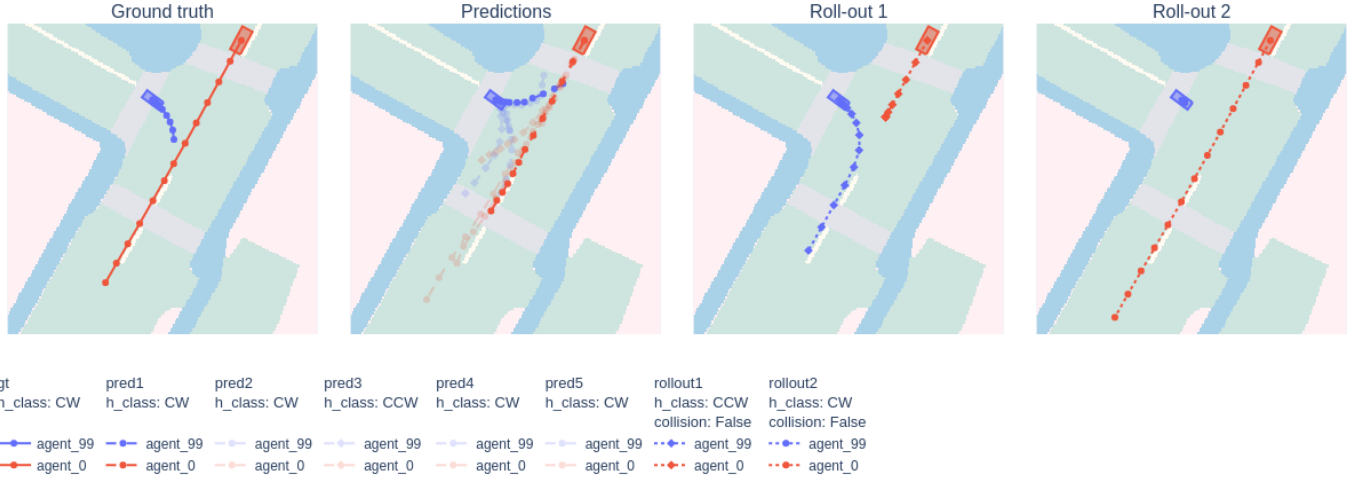 Ground truth
Predictions
Roll-out 1
Roll-out 2
gt
h_class: CW
pred1
h_class: CW
pred2
h_class: CW
pred3
h_class: CCW
pred4
h_class: CW
pred5
h_class: CW
rollout1
h_class: CCW
collision: False
rollout2
h_class: CW
collision: False
agent_99
agent_99
agent_99
agent_99
agent_99
agent_99
agent_99
agent_99
agent_0
agent_0
agent_0
agent_0
agent_0
agent_0
agent_0
agent_0